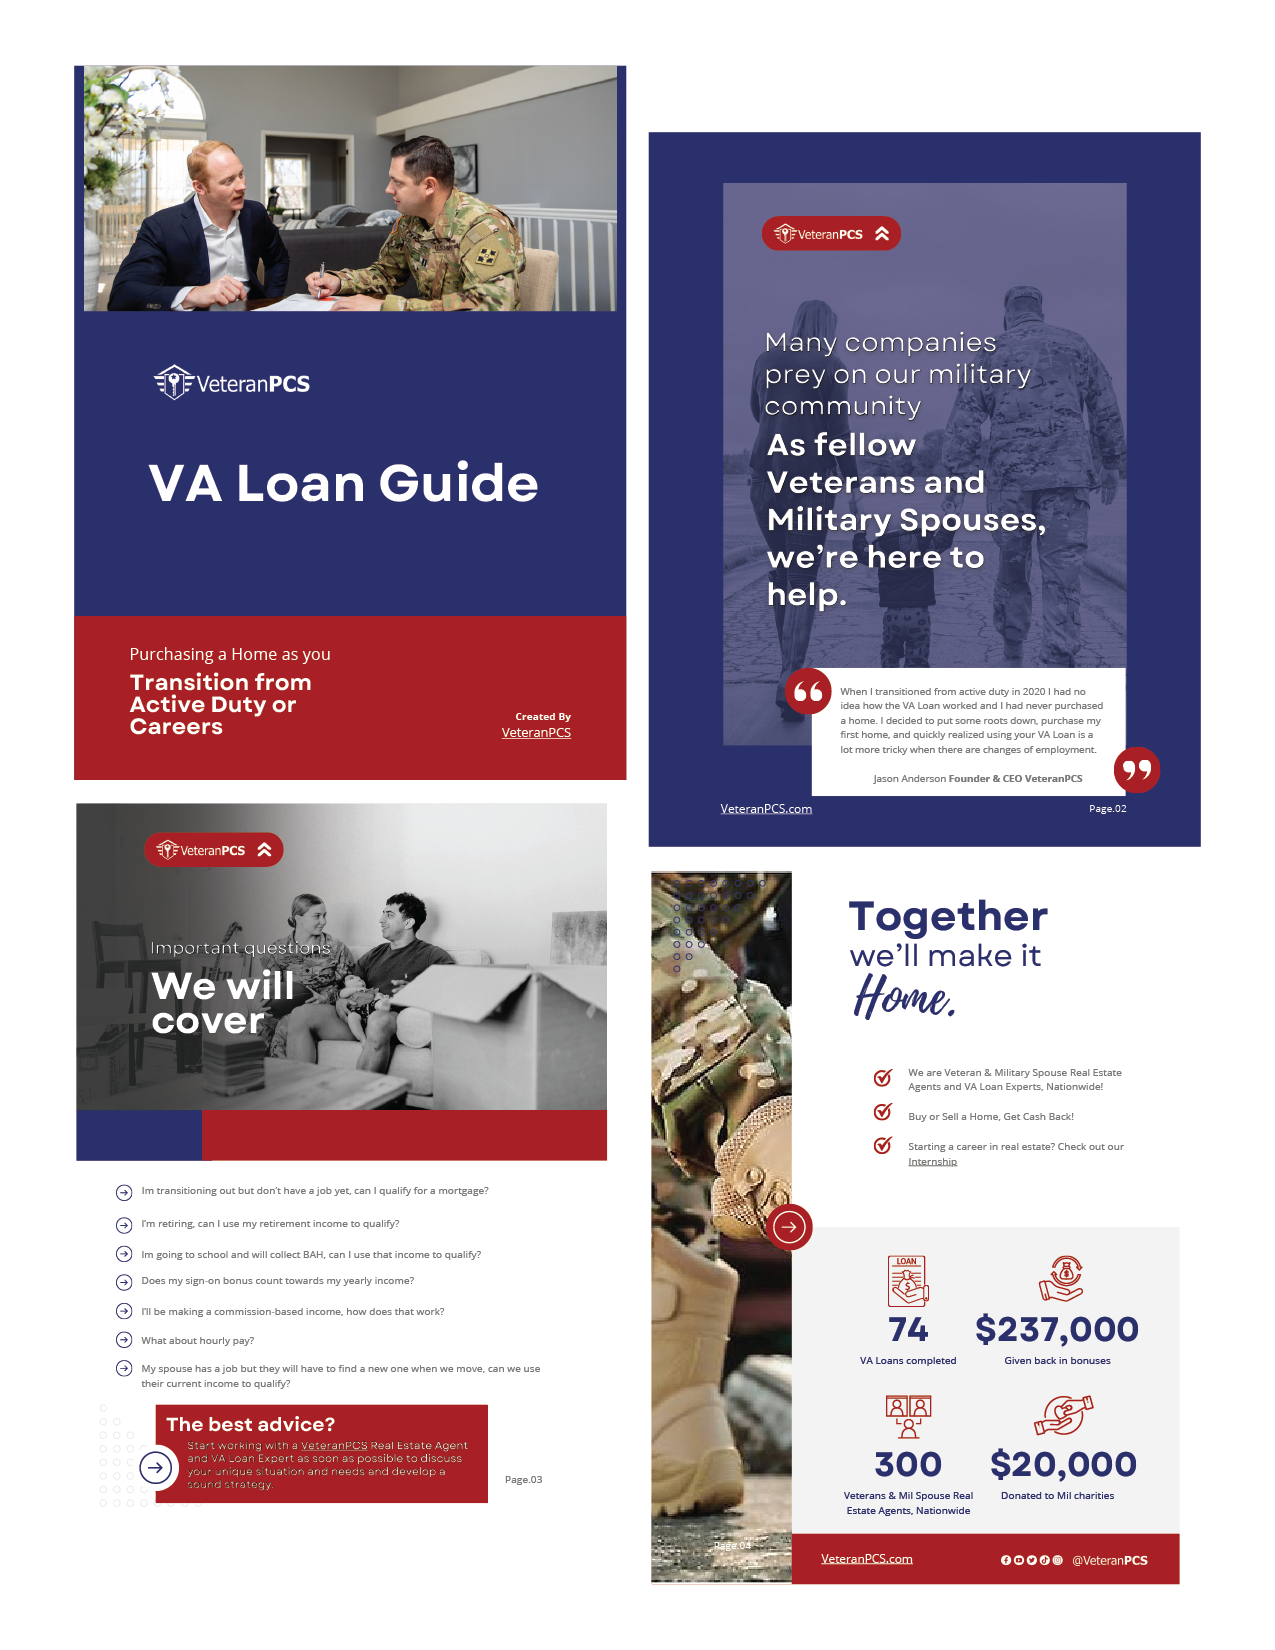 VeteranPCS
VA Loan Guide
Purchasing a Home as you
Transition from
Active Duty or
Careers
Created By
VeteranPCS
VeteranPCS
Many companies
prey on our military
community
As fellow
Veterans and
Military Spouses,
we're here to
help.
When I transitioned from active duty in 2020 I had no
idea how the VA Loan worked and I had never purchased
a home. I decided to put some roots down, purchase my
first home, and quickly realized using your VA Loan is a
lot more tricky when there are changes of employment.
Jason Anderson Founder & CEO VeteranPCS
VeteranPCS.com
Page.02
VeteranPCS
Important questions
We will
cover
Im transitioning out but don't have a job yet, can I qualify for a mortgage?
I'm retiring, can I use my retirement income to qualify?
Im going to school and will collect BAH, can I use that income to qualify?
Does my sign-on bonus count towards my yearly income?
I'll be making a commission-based income, how does that work?
What about hourly pay?
My spouse has a job but they will have to find a new one when we move, can we use
their current income to qualify?
The best advice?
Start working with a VeteranPCS Real Estate Agent
and VA Loan Expert as soon as possible to discuss
your unique situation and needs and develop a
sound strategy.
Page.03
Together
we'll make it
Home.
We are Veteran & Military Spouse Real Estate
Agents and VA Loan Experts, Nationwide!
Buy or Sell a Home, Get Cash Back!
Starting a career in real estate? Check out our
Internship
LOAN
74
VA Loans completed
$237,000
Given back in bonuses
300
Veterans & Mil Spouse Real
Estate Agents, Nationwide
$20,000
Donated to Mil charities
Page.04
VeteranPCS.com
@VeteranPCS